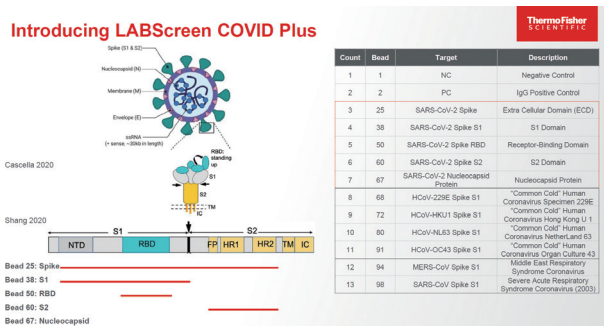 Introducing LABScreen COVID Plus
ThermoFisher
SCIENTIFIC
Spike (S1 & S2)
Nucleocapsid (N)
Membrane (M)
Envelope (E)
ssRNA
(+ sense, ~30kb in length)
RBD:
standing
up
S1
S2
TM
IC
Cascella 2020
Shang 2020
S1 S2
NTD RBD FP HR1 HR2 TM IC
Bead 25: Spike
Bead 38: S1
Bead 50: RBD
Bead 60: S2
Bead 67: Nucleocapsid
Count Bead Target Description
1 1 NC Negative Control
2 2 PC IgG Positive Control
3 25 SARS-CoV-2 Spike Extra Cellular Domain (ECD)
4 38 SARS-CoV-2 Spike S1 S1 Domain
5 50 SARS-CoV-2 Spike RBD Receptor-Binding Domain
6 60 SARS-CoV-2 Spike S2 S2 Domain
7 67 SARS-CoV-2 Nucleocapsid Protein Nucleocapsid Protein
8 68 HCoV-229E Spike S1 "Common Cold" Human Coronavirus Specimen 229E
9 72 HCoV-HKU1 Spike S1 "Common Cold" Human Coronavirus Hong Kong U 1
10 80 HCoV-NL63 Spike S1 "Common Cold" Human Coronavirus NetherLand 63
11 91 HCoV-OC43 Spike S1 "Common Cold" Human Coronavirus Organ Culture 43
12 94 MERS-CoV Spike S1 Middle East Respiratory Syndrome Coronavirus
13 98 SARS-CoV Spike S1 Severe Acute Respiratory Syndrome Coronavirus (2003)